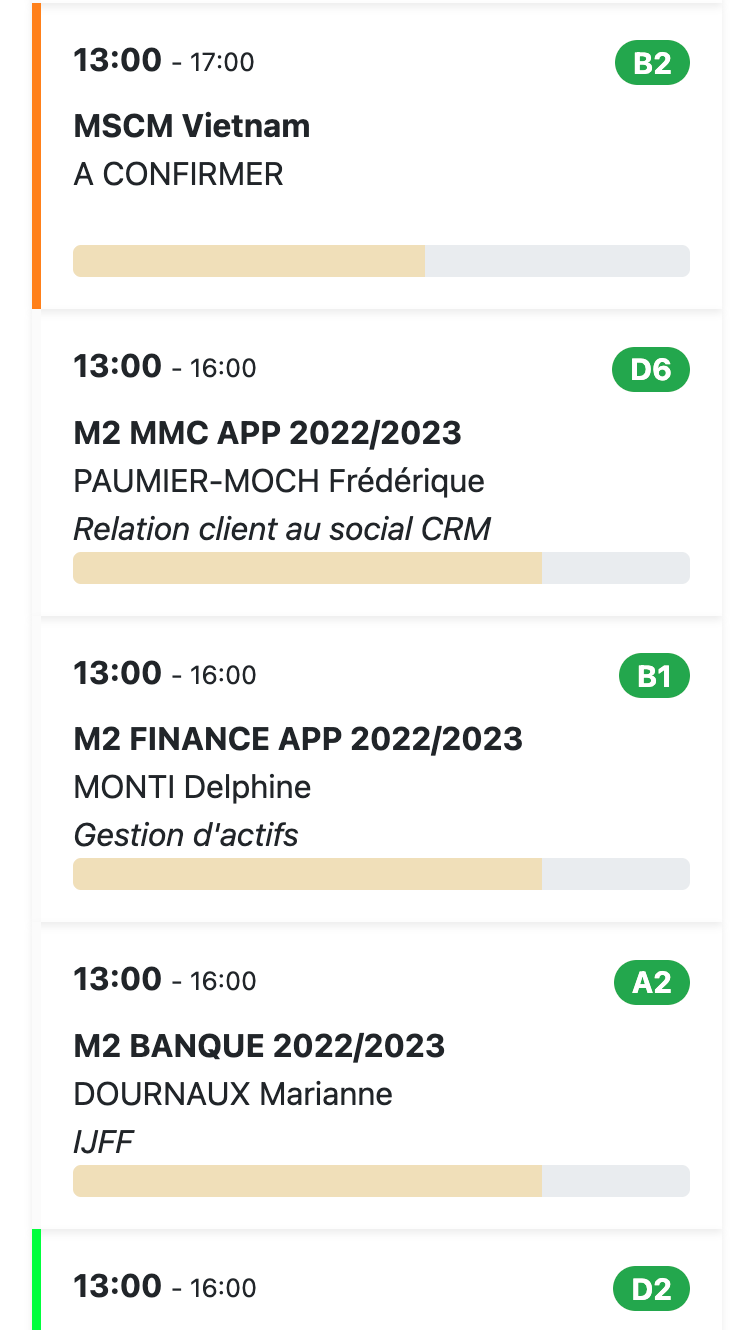 13:00 - 17:00 B2
MSCM Vietnam
A CONFIRMER
13:00 - 16:00 D6
M2 MMC APP 2022/2023
PAUMIER-MOCH Frédérique
Relation client au social CRM
13:00 - 16:00 B1
M2 FINANCE APP 2022/2023
MONTI Delphine
Gestion d'actifs
13:00 - 16:00 A2
M2 BANQUE 2022/2023
DOURNAUX Marianne
IJFF
13:00 - 16:00 D2